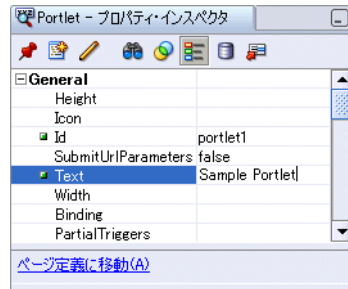 Portlet - プロパティ・インスペクタ
General
Height
Icon
Id portlet1
SubmitUrlParameters false
Text Sample Portlet
Width
Binding
PartialTriggers
ページ定義に移動(A)